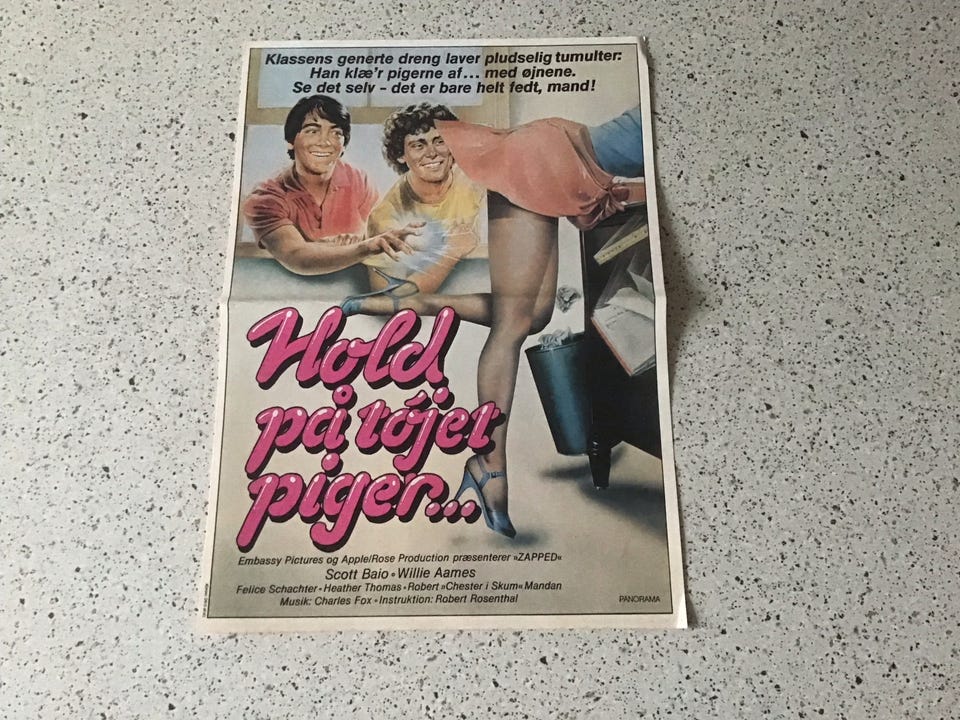 Klassens generte dreng laver pludselig tumulter:
Han klæ'r pigerne af... med øjnene.
Se det selv - det er bare helt fedt, mand!
Hold
på tøjet
piger...
Embassy Pictures og Apple/Rose Production præsenterer »ZAPPED«
Scott Baio • Willie Aames
Felice Schachter • Heather Thomas • Robert »Chester i Skum« Mandan
Musik: Charles Fox • Instruktion: Robert Rosenthal
PANORAMA